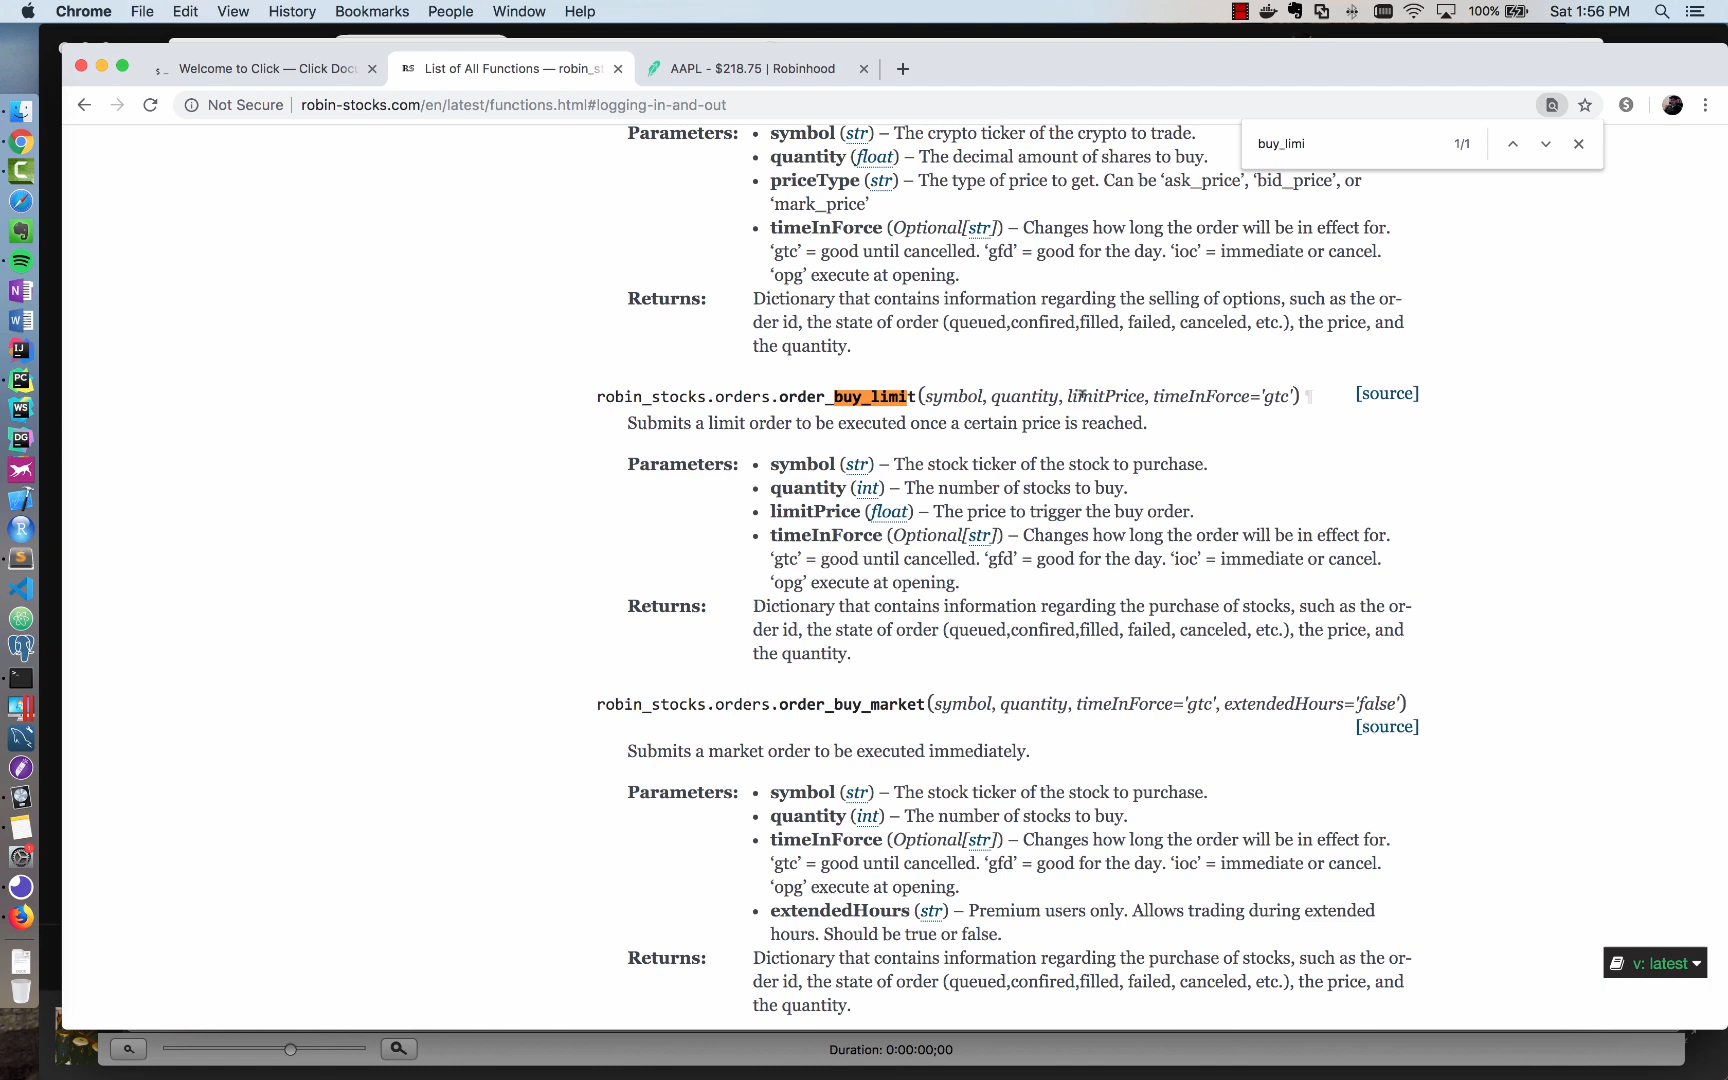 Chrome File Edit View History Bookmarks People Window Help 100% Sat 1:56 PM
Welcome to Click — Click Docu
RS List of All Functions — robin_st
AAPL - $218.75 | Robinhood
Not Secure | robin-stocks.com/en/latest/functions.html#logging-in-and-out
buy_limi 1/1
Parameters: • symbol (str) – The crypto ticker of the crypto to trade.
• quantity (float) – The decimal amount of shares to buy.
• priceType (str) – The type of price to get. Can be ‘ask_price’, ‘bid_price’, or
‘mark_price’
• timeInForce (Optional[str]) – Changes how long the order will be in effect for.
‘gtc’ = good until cancelled. ‘gfd’ = good for the day. ‘ioc’ = immediate or cancel.
‘opg’ execute at opening.
Returns: Dictionary that contains information regarding the selling of options, such as the or-
der id, the state of order (queued,confired,filled, failed, canceled, etc.), the price, and
the quantity.
robin_stocks.orders.order_buy_limit(symbol, quantity, limitPrice, timeInForce='gtc')¶ [source]
Submits a limit order to be executed once a certain price is reached.
Parameters: • symbol (str) – The stock ticker of the stock to purchase.
• quantity (int) – The number of stocks to buy.
• limitPrice (float) – The price to trigger the buy order.
• timeInForce (Optional[str]) – Changes how long the order will be in effect for.
‘gtc’ = good until cancelled. ‘gfd’ = good for the day. ‘ioc’ = immediate or cancel.
‘opg’ execute at opening.
Returns: Dictionary that contains information regarding the purchase of stocks, such as the or-
der id, the state of order (queued,confired,filled, failed, canceled, etc.), the price, and
the quantity.
robin_stocks.orders.order_buy_market(symbol, quantity, timeInForce='gtc', extendedHours='false')
[source]
Submits a market order to be executed immediately.
Parameters: • symbol (str) – The stock ticker of the stock to purchase.
• quantity (int) – The number of stocks to buy.
• timeInForce (Optional[str]) – Changes how long the order will be in effect for.
‘gtc’ = good until cancelled. ‘gfd’ = good for the day. ‘ioc’ = immediate or cancel.
‘opg’ execute at opening.
• extendedHours (str) – Premium users only. Allows trading during extended
hours. Should be true or false.
Returns: Dictionary that contains information regarding the purchase of stocks, such as the or-
der id, the state of order (queued,confired,filled, failed, canceled, etc.), the price, and
the quantity.
v: latest
Duration: 0:00:00;00